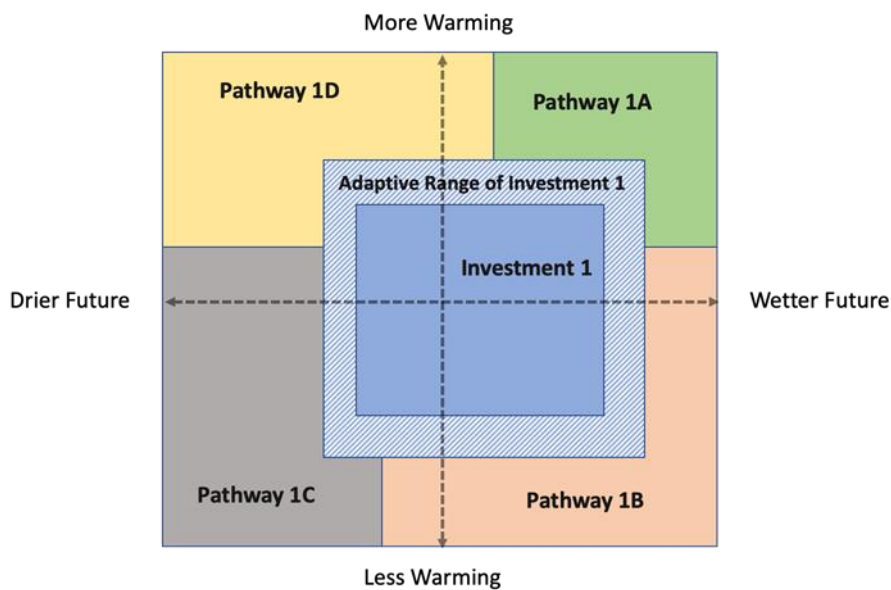 More Warming
Pathway 1D
Pathway 1A
Adaptive Range of Investment 1
Investment 1
Drier Future
Wetter Future
Pathway 1C
Pathway 1B
Less Warming